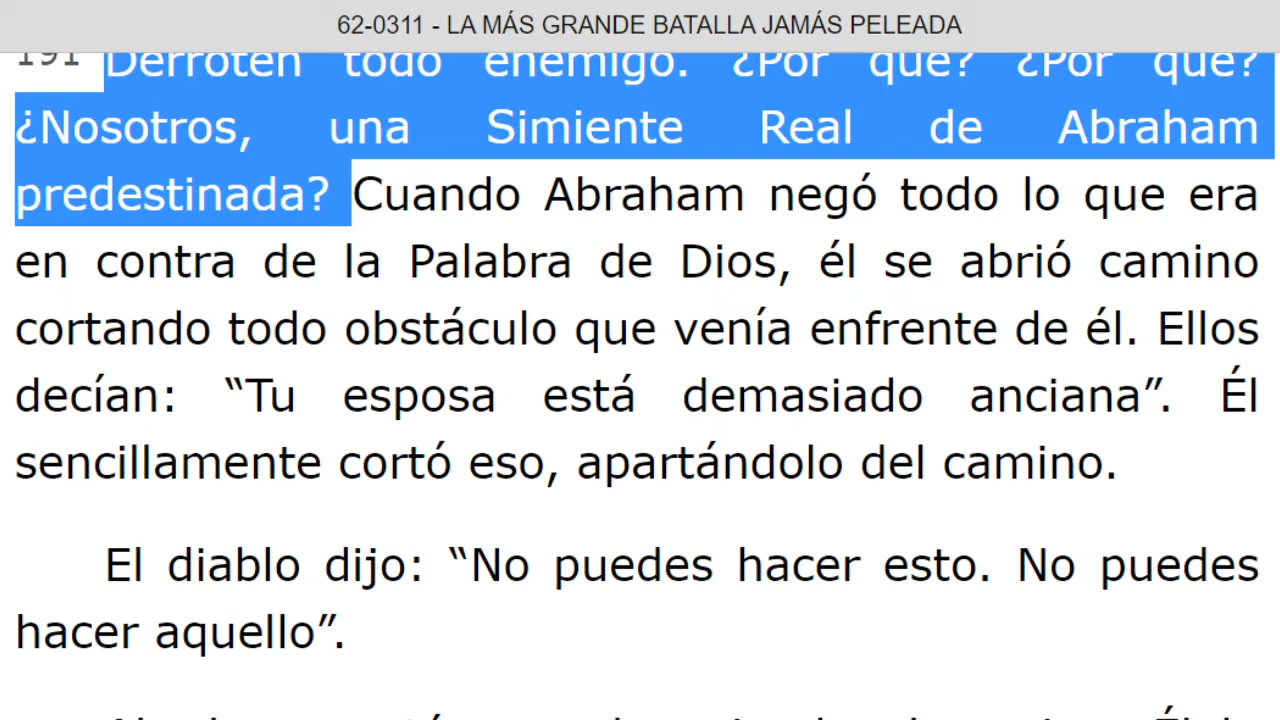 62-0311 - LA MÁS GRANDE BATALLA JAMÁS PELEADA
191 Derroten todo enemigo. ¿Por qué? ¿Por qué?
¿Nosotros, una Simiente Real de Abraham
predestinada? Cuando Abraham negó todo lo que era
en contra de la Palabra de Dios, él se abrió camino
cortando todo obstáculo que venía enfrente de él. Ellos
decían: “Tu esposa está demasiado anciana”. Él
sencillamente cortó eso, apartándolo del camino.
El diablo dijo: “No puedes hacer esto. No puedes
hacer aquello”.